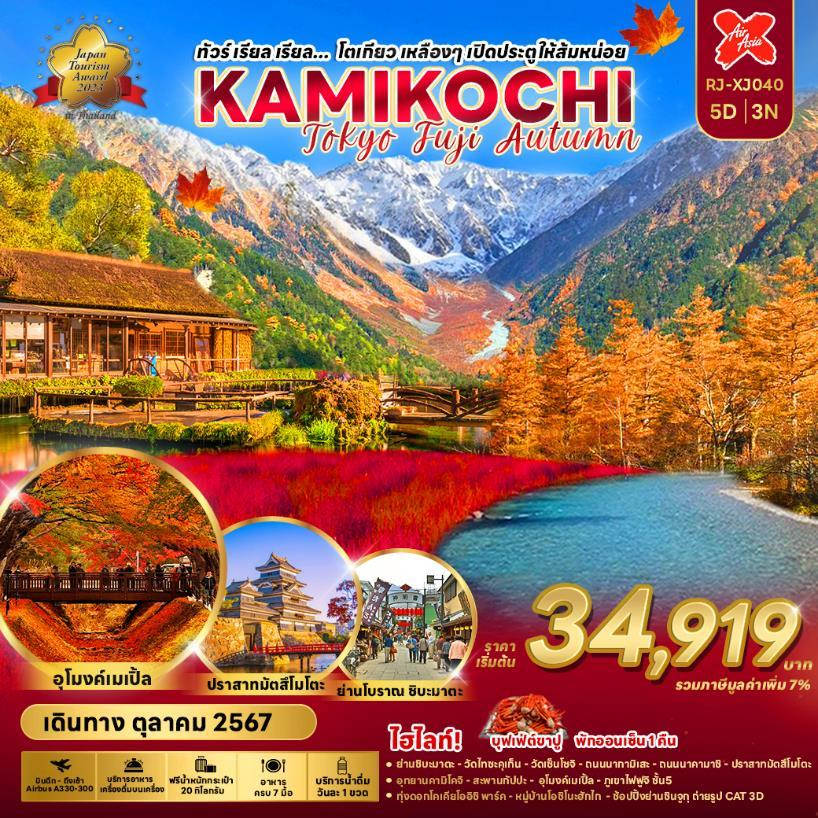 Japan
Tourism
Award
2023
in Thailand
ทัวร์ เรียล เรียล... โตเกียว เหลืองๆ เปิดประตูให้ส้มหน่อย
KAMIKOCHI
Tokyo Fuji Autumn
Air
Asia
RJ-XJ040
5D | 3N
อุโมงค์เมเปิ้ล
ปราสาทมัตสึโมโตะ
ย่านโบราณ ชิบะมาตะ
ราคา
เริ่มต้น
34,919
บาท
รวมภาษีมูลค่าเพิ่ม 7%
เดินทาง ตุลาคม 2567
บินดึก - ถึงเช้า
Airbus A330-300
บริการอาหาร
เครื่องดื่มบนเครื่อง
ฟรีน้ำหนักกระเป๋า
20 กิโลกรัม
อาหาร
ครบ 7 มื้อ
บริการน้ำดื่ม
วันละ 1 ขวด
ไฮไลท์!
บุฟเฟ่ต์ขาปู
พักออนเซ็น 1 คืน
• ย่านชิบะมาตะ - วัดไทชะคุเท็น - วัดเซ็นโซจิ - ถนนนากามิเสะ - ถนนนาคามาชิ - ปราสาทมัตสึโมโตะ
• อุทยานคามิโคจิ - สะพานกัปปะ - อุโมงค์เมเปิ้ล - ภูเขาไฟฟูจิ ชั้น5
• ทุ่งดอกโคเคียโออิชิ พาร์ค - หมู่บ้านโอชิโนะฮักไก - ช้อปปิ้งย่านชินจุกุ ถ่ายรูป CAT 3D